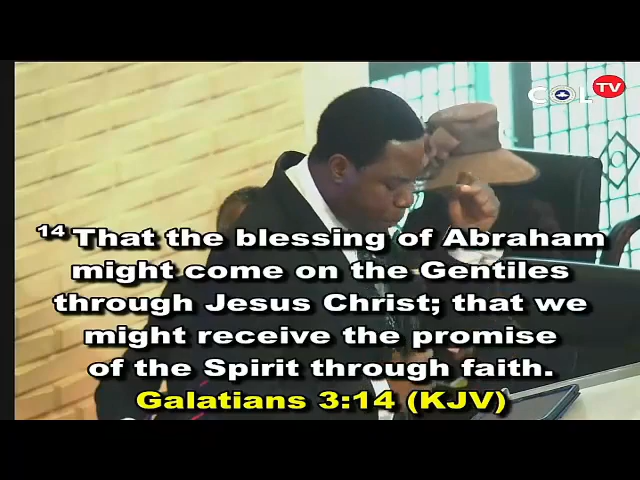 COL TV
14 That the blessing of Abraham
might come on the Gentiles
through Jesus Christ; that we
might receive the promise
of the Spirit through faith.
Galatians 3:14 (KJV)